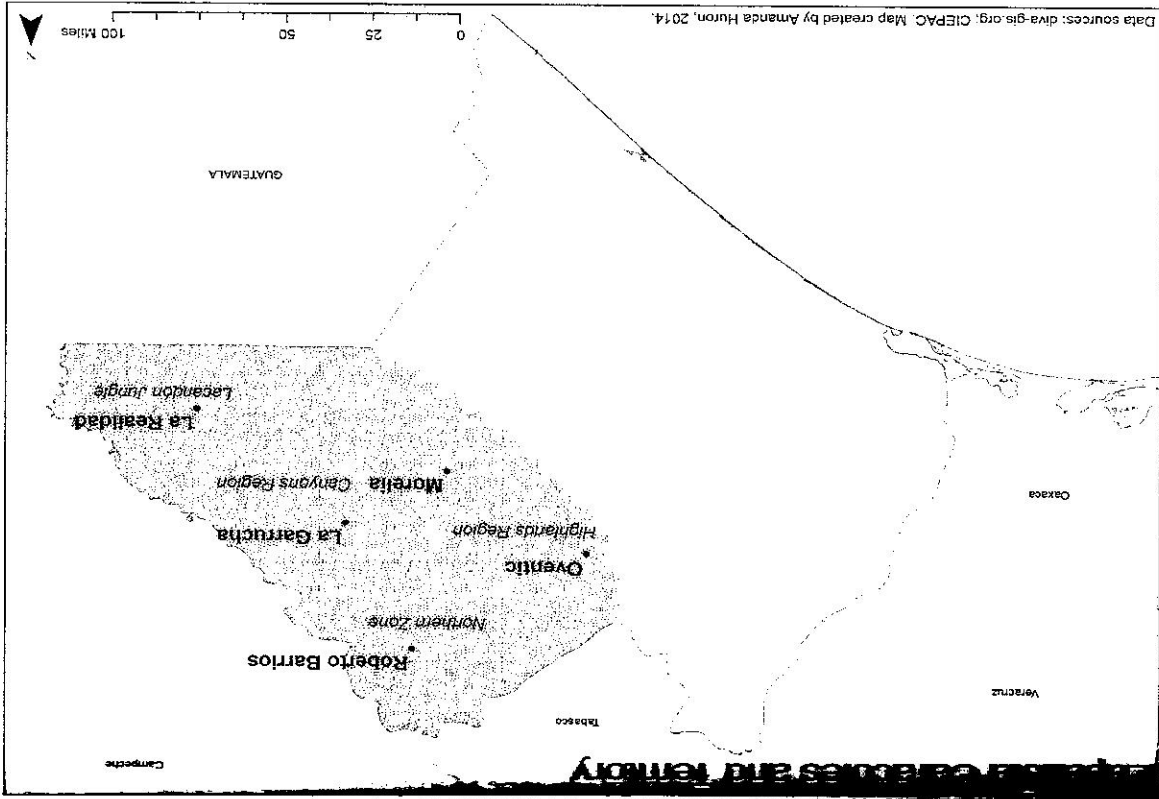 Caracoles and Territory
Campeche
Tabasco
Veracruz
Roberto Barrios
Northern Zone
Oventic
Highlands Region
La Garrucha
Morelia
Canyons Region
Oaxaca
La Realidad
Lacandon Jungle
GUATEMALA
0 25 50 100 Miles
N
Data sources: diva-gis.org; CIEPAC. Map created by Amanda Huron, 2014.